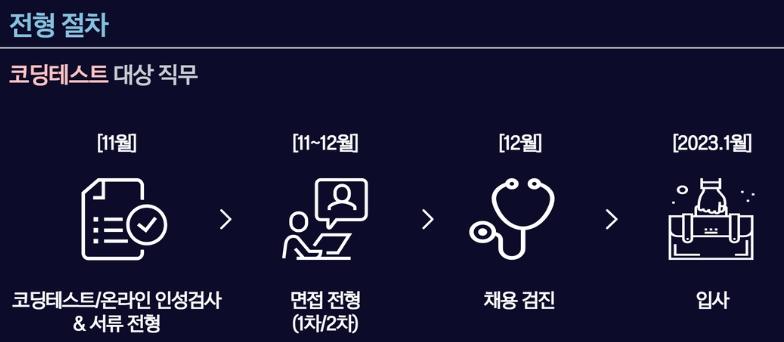 전형 절차
코딩테스트 대상 직무
[11월]
[11~12월]
[12월]
[2023.1월]
코딩테스트/온라인 인성검사
& 서류 전형
면접 전형
(1차/2차)
채용 검진
입사